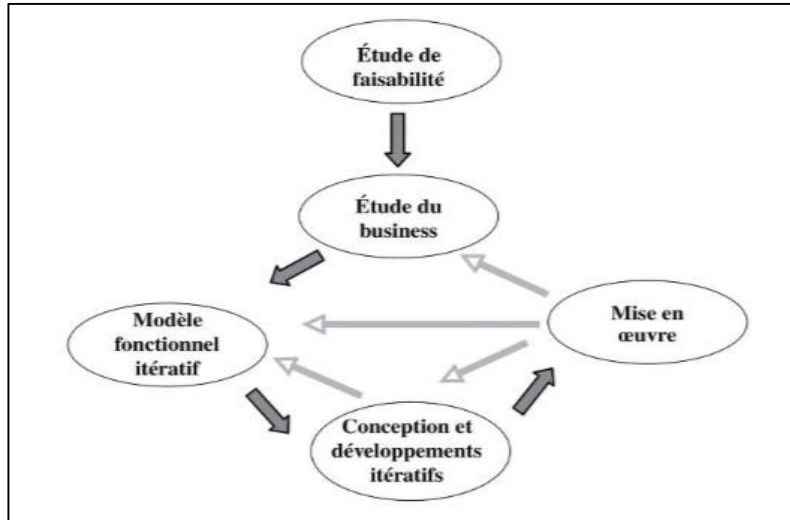 Étude de
faisabilité
Étude du
business
Modèle
fonctionnel
itératif
Mise en
œuvre
Conception et
développements
itératifs